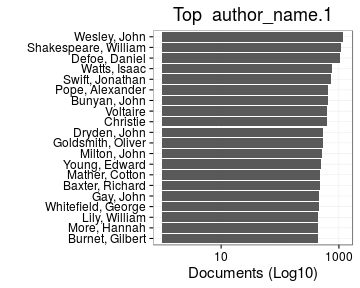 Top author_name.1
Wesley, John
Shakespeare, William
Defoe, Daniel
Watts, Isaac
Swift, Jonathan
Pope, Alexander
Bunyan, John
Voltaire
Christie
Dryden, John
Goldsmith, Oliver
Milton, John
Young, Edward
Mather, Cotton
Baxter, Richard
Gay, John
Whitefield, George
Lily, William
More, Hannah
Burnet, Gilbert
10 1000
Documents (Log10)